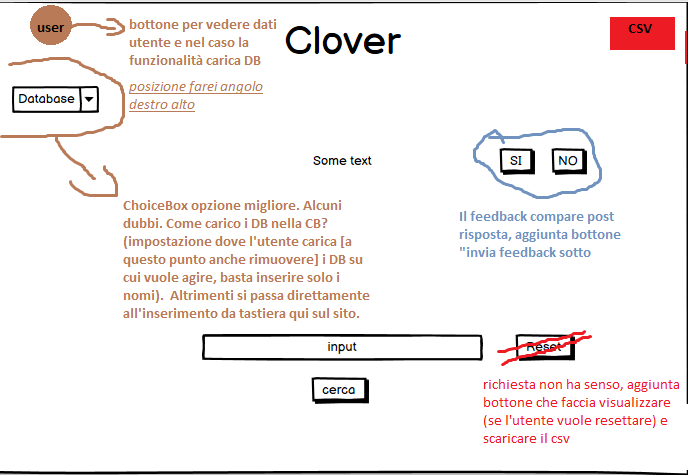 user
bottone per vedere dati
utente e nel caso la
funzionalità carica DB
posizione farei angolo
destro alto
Clover
CSV
Database
Some text
SI
NO
ChoiceBox opzione migliore. Alcuni
dubbi. Come carico i DB nella CB?
(impostazione dove l'utente carica [a
questo punto anche rimuovere] i DB su
cui vuole agire, basta inserire solo i
nomi). Altrimenti si passa direttamente
all'inserimento da tastiera qui sul sito.
Il feedback compare post
risposta, aggiunta bottone
"invia feedback sotto
input
Reset
cerca
richiesta non ha senso, aggiunta
bottone che faccia visualizzare
(se l'utente vuole resettare) e
scaricare il csv